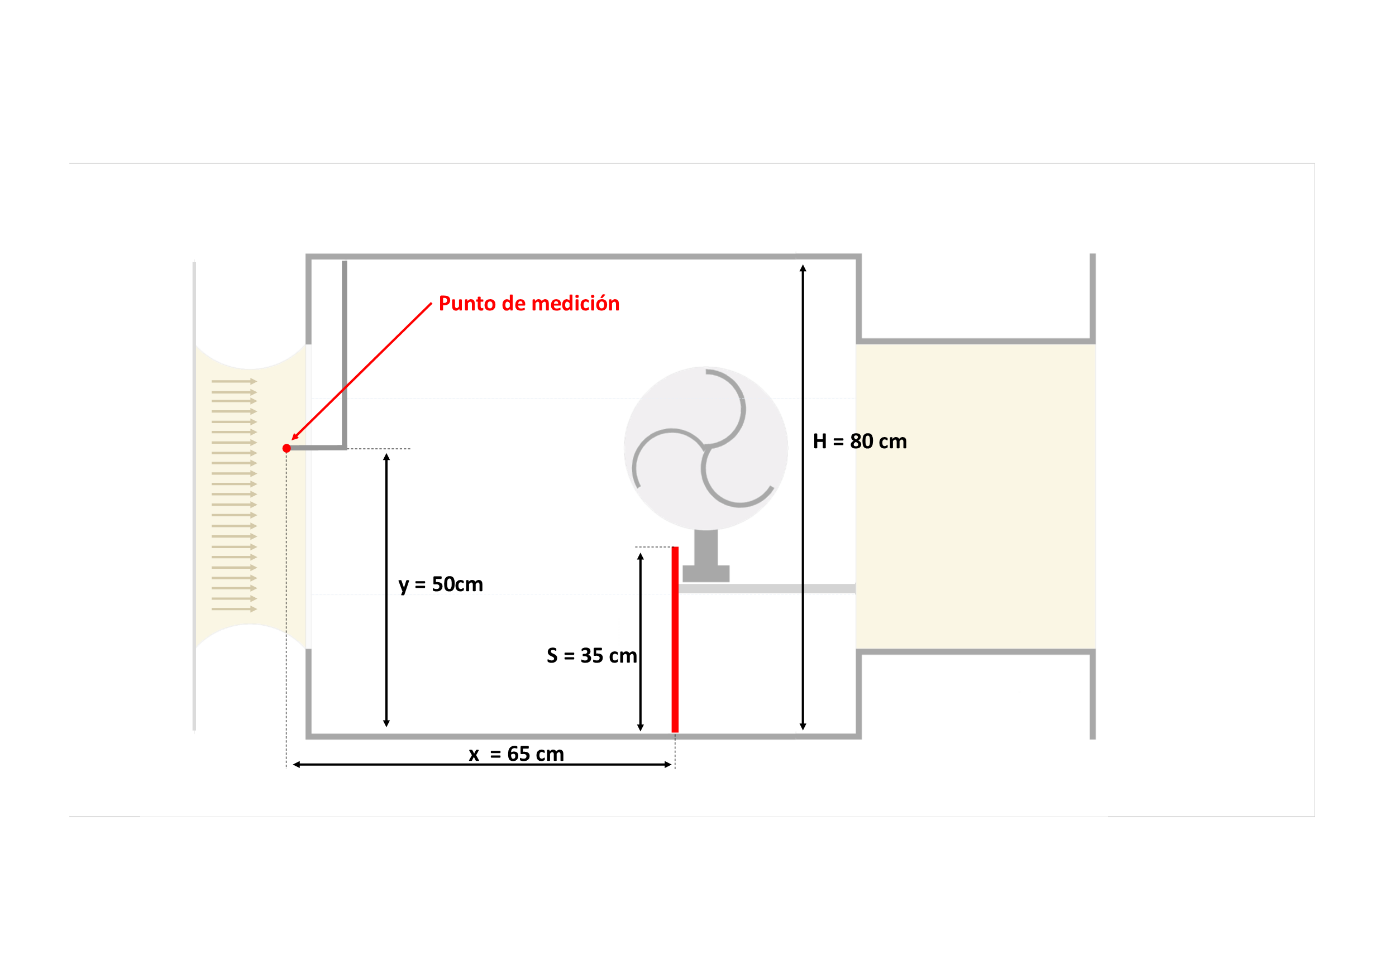 Punto de medición
H = 80 cm
y = 50cm
S = 35 cm
x  = 65 cm